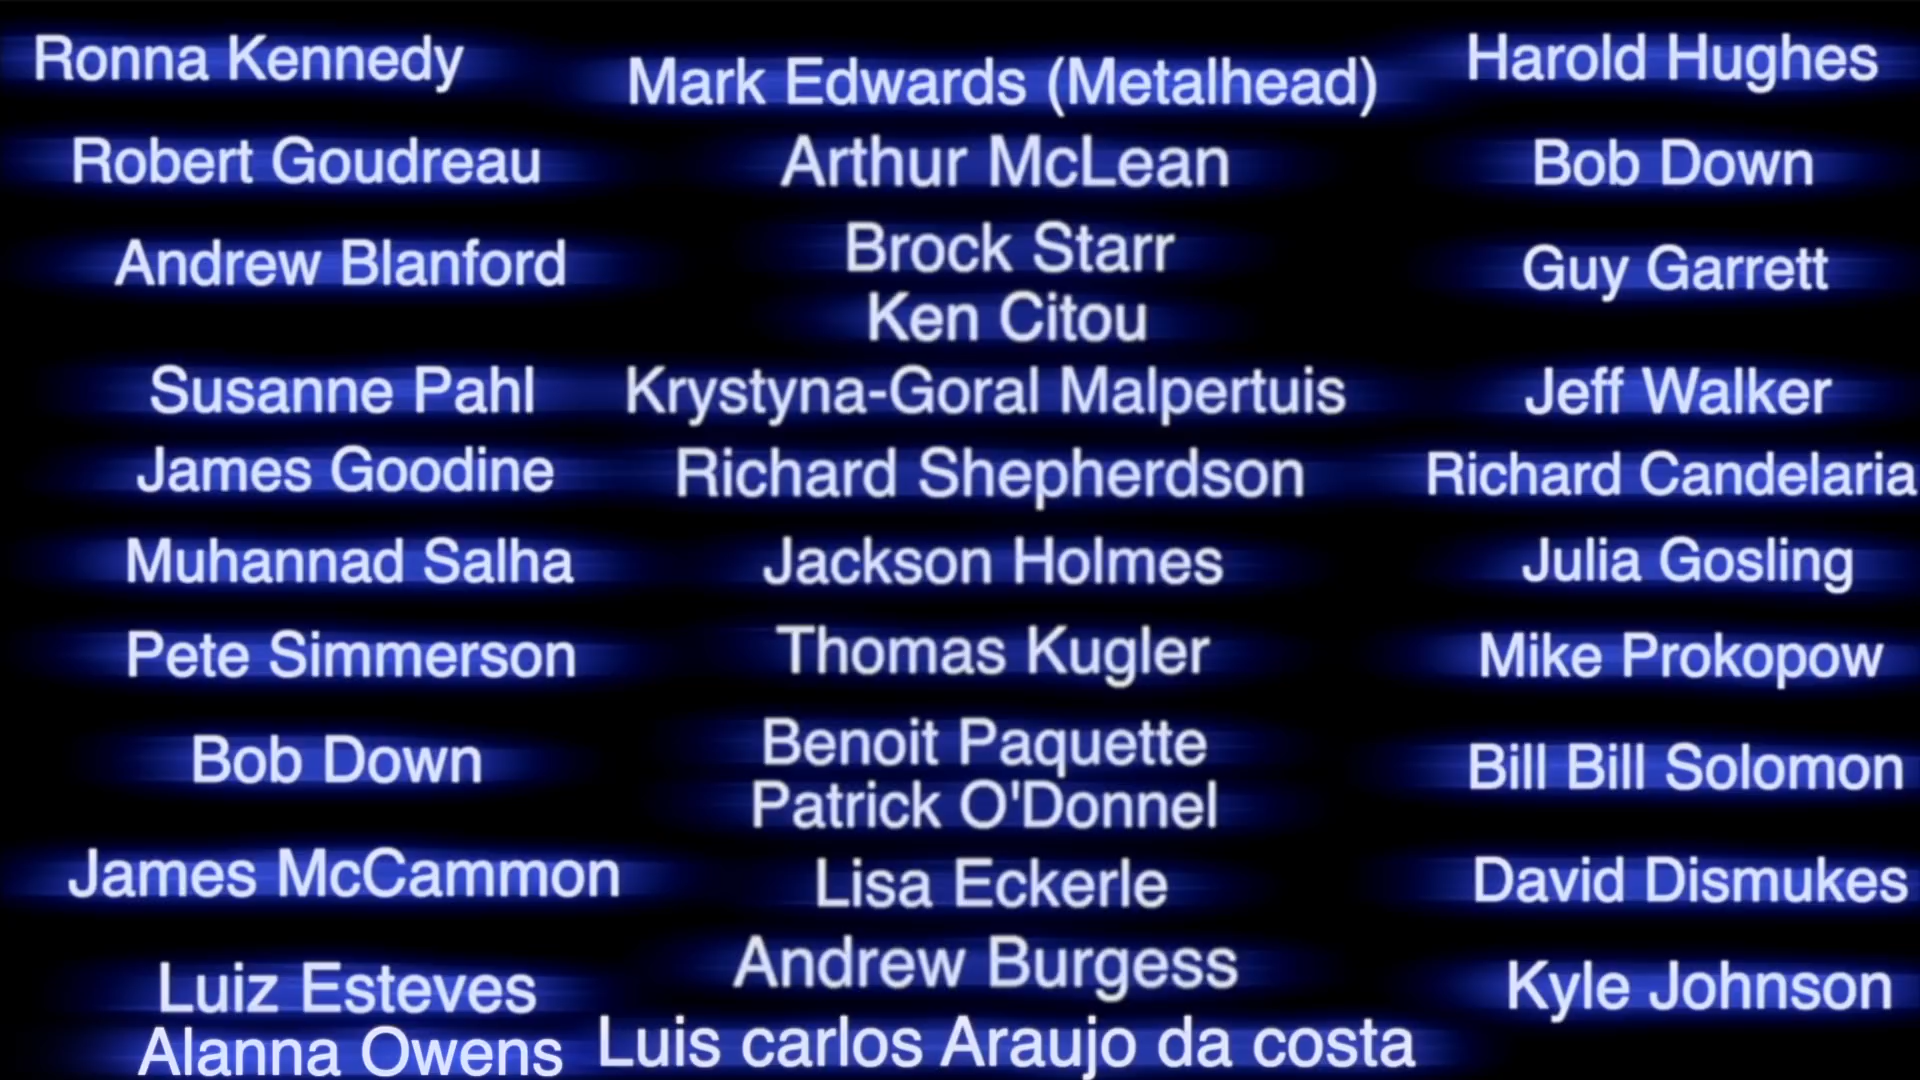 Ronna Kennedy
Robert Goudreau
Andrew Blanford
Susanne Pahl
James Goodine
Muhannad Salha
Pete Simmerson
Bob Down
James McCammon
Luiz Esteves
Alanna Owens
Mark Edwards (Metalhead)
Arthur McLean
Brock Starr
Ken Citou
Krystyna-Goral Malpertuis
Richard Shepherdson
Jackson Holmes
Thomas Kugler
Benoit Paquette
Patrick O'Donnel
Lisa Eckerle
Andrew Burgess
Luis carlos Araujo da costa
Harold Hughes
Bob Down
Guy Garrett
Jeff Walker
Richard Candelaria
Julia Gosling
Mike Prokopow
Bill Bill Solomon
David Dismukes
Kyle Johnson